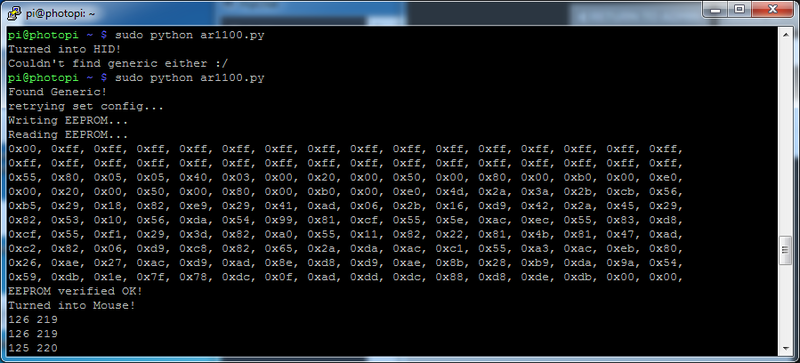 pi@photopi: ~
pi@photopi ~ $ sudo python ar1100.py
Turned into HID!
Couldn't find generic either :/
pi@photopi ~ $ sudo python ar1100.py
Found Generic!
retrying set config...
Writing EEPROM...
Reading EEPROM...
0x00, 0xff, 0xff, 0xff, 0xff, 0xff, 0xff, 0xff, 0xff, 0xff, 0xff, 0xff, 0xff, 0xff, 0xff, 0xff,
0xff, 0xff, 0xff, 0xff, 0xff, 0xff, 0xff, 0xff, 0xff, 0xff, 0xff, 0xff, 0xff, 0xff, 0xff, 0xff,
0x55, 0x80, 0x05, 0x05, 0x40, 0x03, 0x00, 0x20, 0x00, 0x50, 0x00, 0x80, 0x00, 0xb0, 0x00, 0xe0,
0x00, 0x20, 0x00, 0x50, 0x00, 0x80, 0x00, 0xb0, 0x00, 0xe0, 0x4d, 0x2a, 0x3a, 0x2b, 0xcb, 0x56,
0xb5, 0x29, 0x18, 0x82, 0xe9, 0x29, 0x41, 0xad, 0x06, 0x2b, 0x16, 0xd9, 0x42, 0x2a, 0x45, 0x29,
0x82, 0x53, 0x10, 0x56, 0xda, 0x54, 0x99, 0x81, 0xcf, 0x55, 0x5e, 0xac, 0xec, 0x55, 0x83, 0xd8,
0xcf, 0x55, 0xf1, 0x29, 0x3d, 0x82, 0xa0, 0x55, 0x11, 0x82, 0x22, 0x81, 0x4b, 0x81, 0x47, 0xad,
0xc2, 0x82, 0x06, 0xd9, 0xc8, 0x82, 0x65, 0x2a, 0xda, 0xac, 0xc1, 0x55, 0xa3, 0xac, 0xeb, 0x80,
0x26, 0xae, 0x27, 0xac, 0xd9, 0xad, 0x8e, 0xd8, 0xd9, 0xae, 0x8b, 0x28, 0xb9, 0xda, 0x9a, 0x54,
0x59, 0xdb, 0x1e, 0x7f, 0x78, 0xdc, 0x0f, 0xad, 0xdd, 0xdc, 0x88, 0xd8, 0xde, 0xdb, 0x00, 0x00,
EEPROM verified OK!
Turned into Mouse!
126 219
126 219
125 220